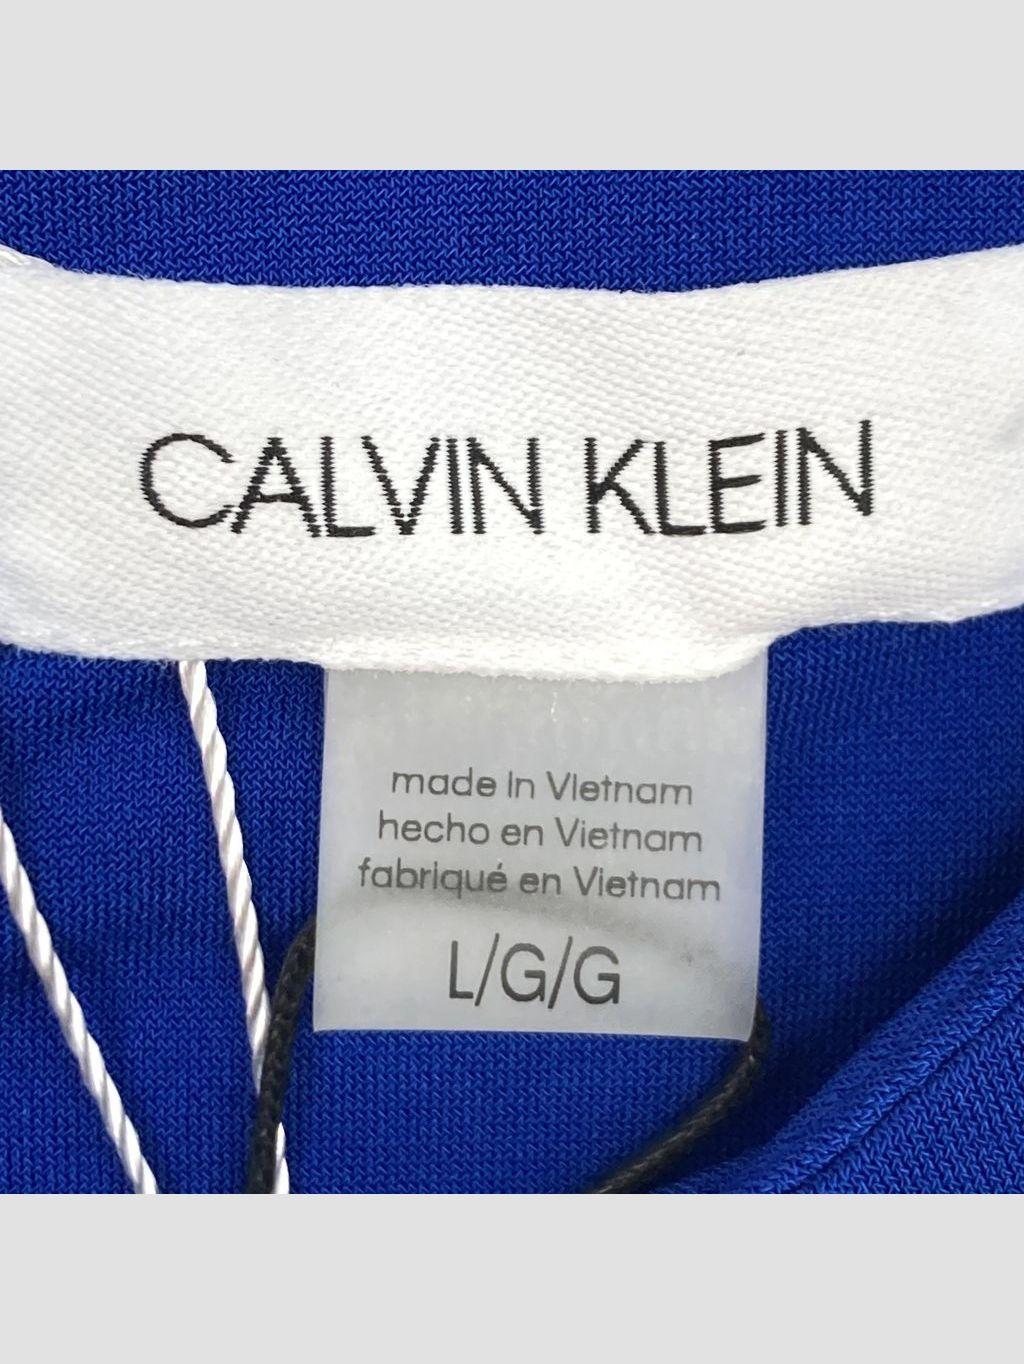 CALVIN KLEIN
made in Vietnam
hecho en Vietnam
fabriqué en Vietnam
L/G/G